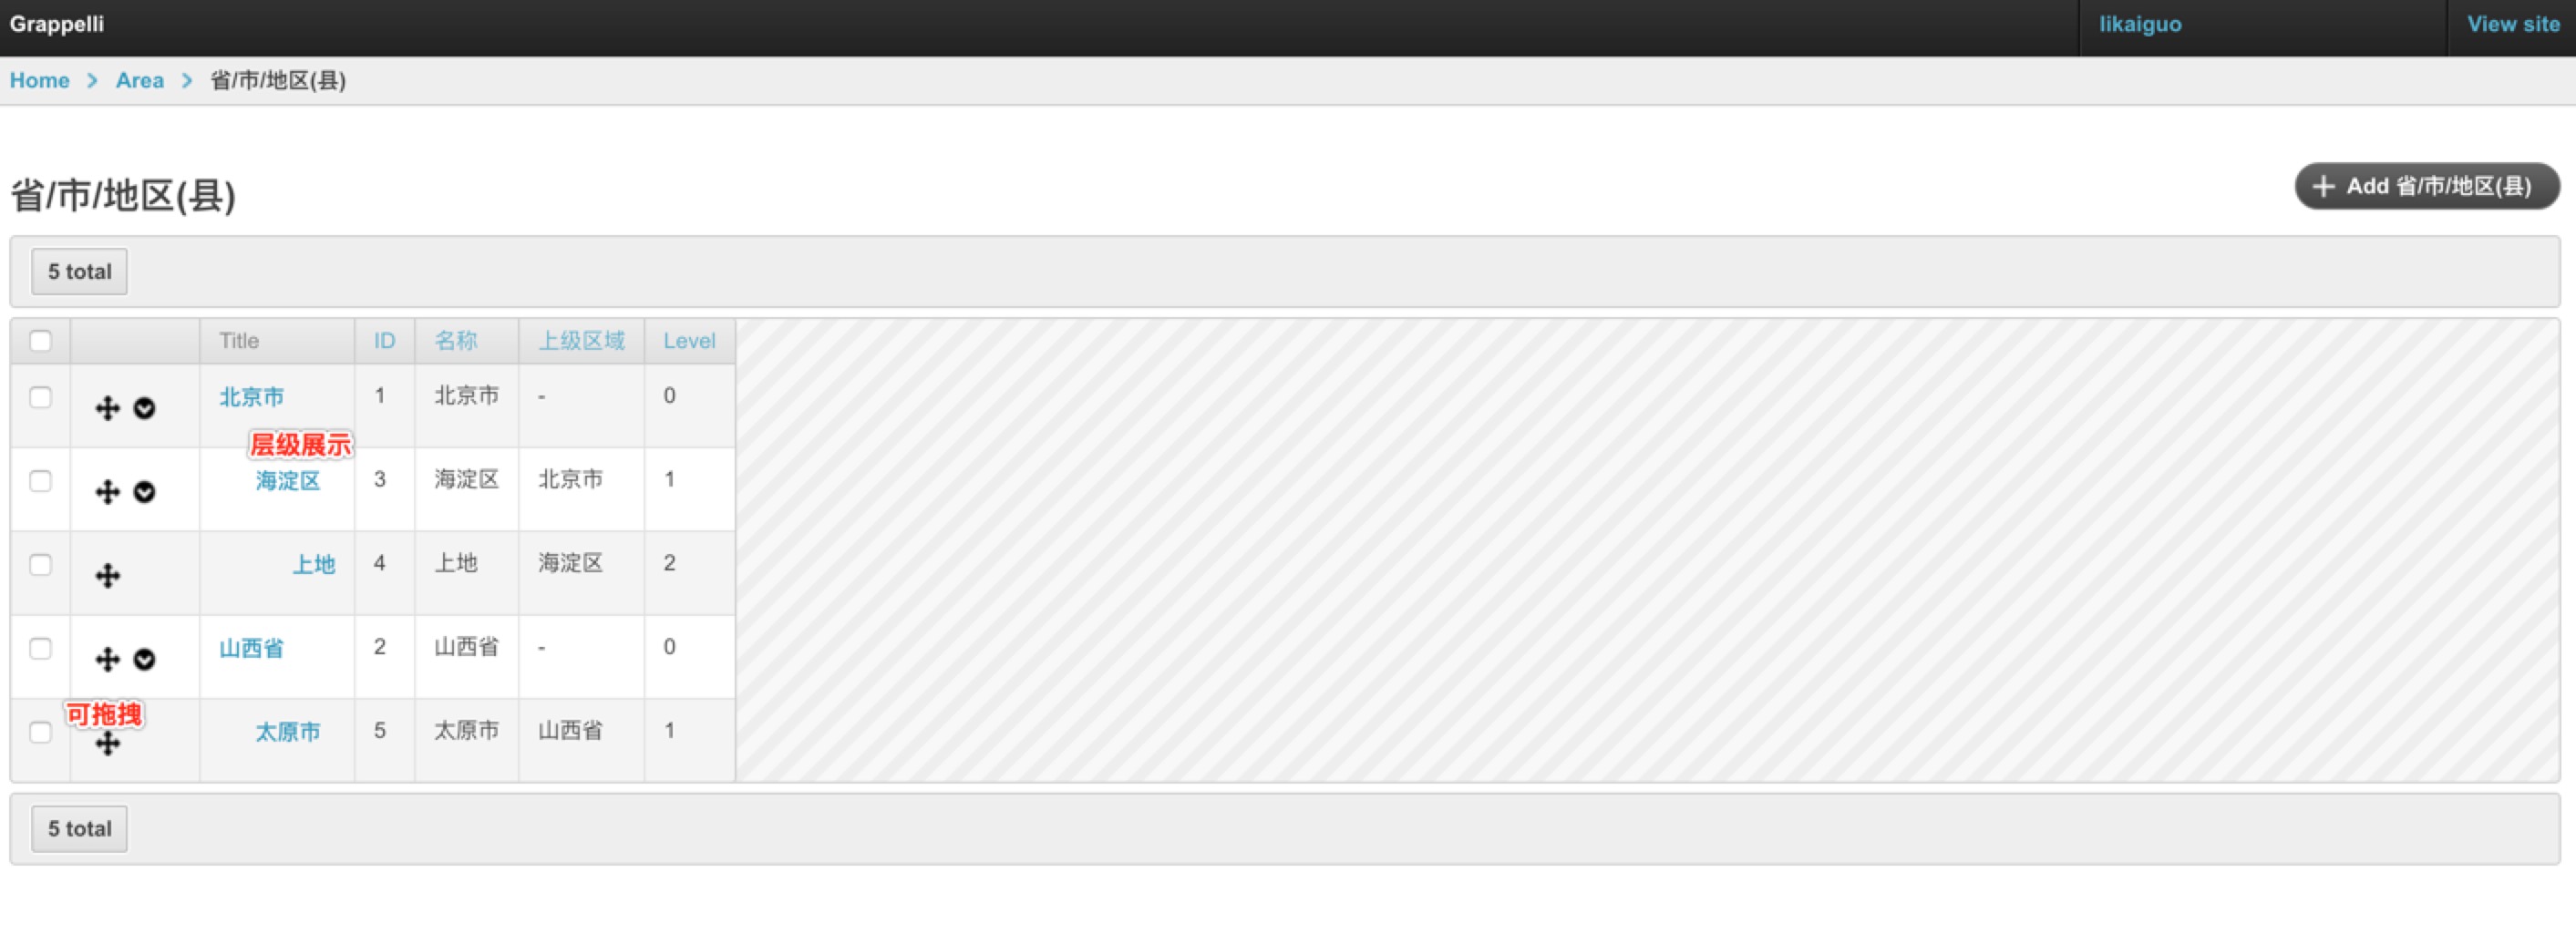 Grappelli likaiguo View site
Home > Area > 省/市/地区(县)
省/市/地区(县)
+ Add 省/市/地区(县)
5 total
Title ID 名称 上级区域 Level
北京市 1 北京市 - 0
层级展示
海淀区 3 海淀区 北京市 1
上地 4 上地 海淀区 2
山西省 2 山西省 - 0
可拖拽
太原市 5 太原市 山西省 1
5 total